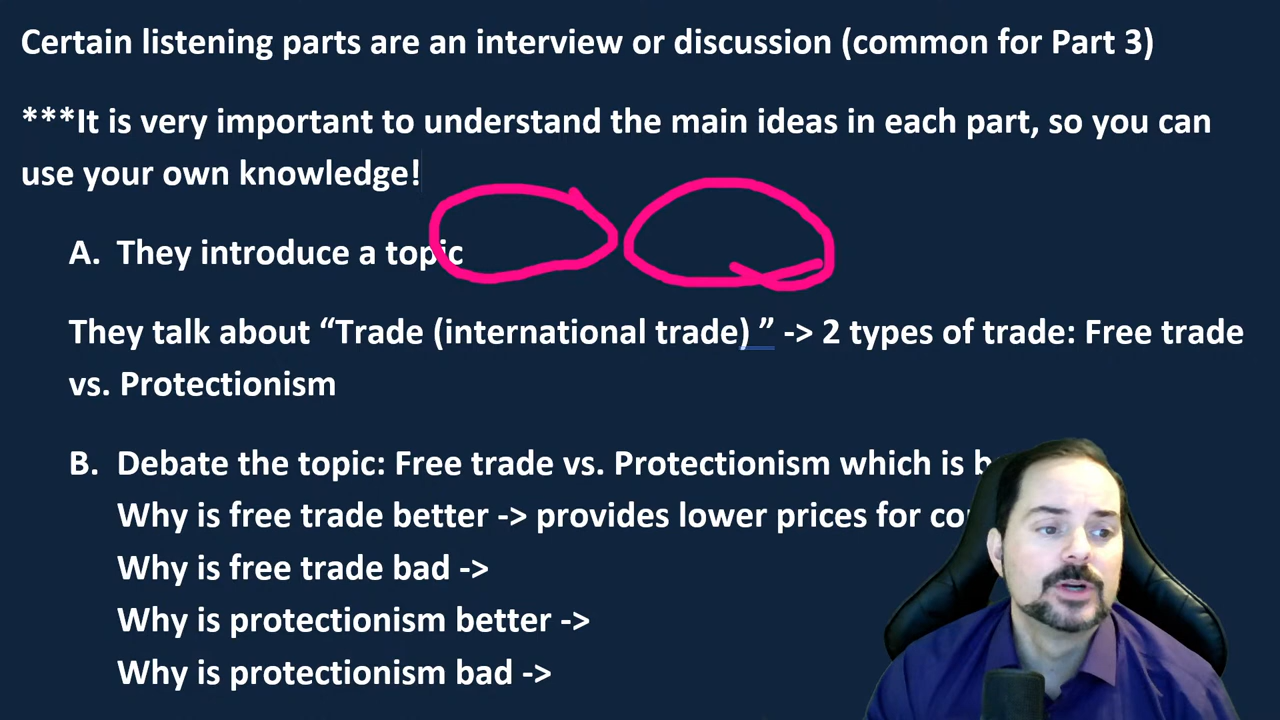 Certain listening parts are an interview or discussion (common for Part 3)
***It is very important to understand the main ideas in each part, so you can
use your own knowledge!
A. They introduce a topic
They talk about “Trade (international trade) ” -> 2 types of trade: Free trade
vs. Protectionism
B. Debate the topic: Free trade vs. Protectionism which is
Why is free trade better -> provides lower prices for
Why is free trade bad ->
Why is protectionism better ->
Why is protectionism bad ->